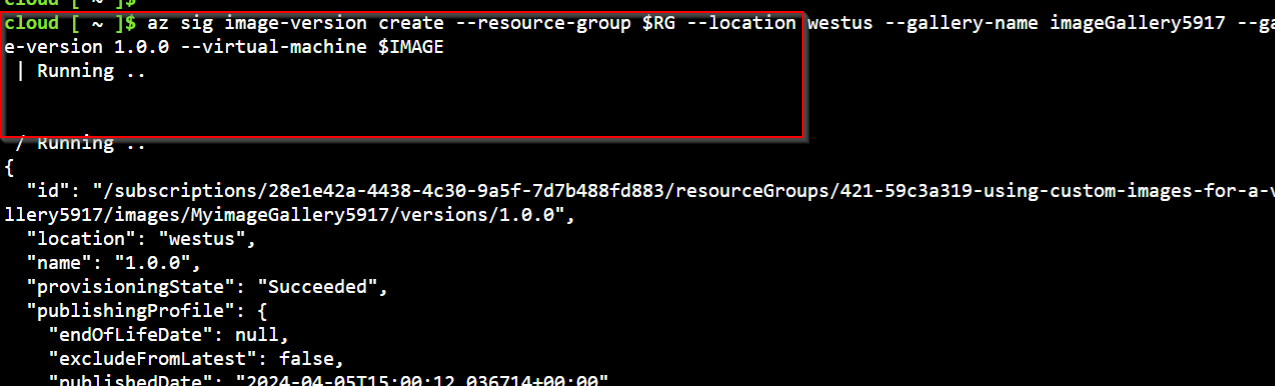 cloud [ ~ ]$
cloud [ ~ ]$ az sig image-version create --resource-group $RG --location westus --gallery-name imageGallery5917 --ga
e-version 1.0.0 --virtual-machine $IMAGE
| Running ..
/ Running ..
{
"id": "/subscriptions/28e1e42a-4438-4c30-9a5f-7d7b488fd883/resourceGroups/421-59c3a319-using-custom-images-for-a-v
llery5917/images/MyimageGallery5917/versions/1.0.0",
"location": "westus",
"name": "1.0.0",
"provisioningState": "Succeeded",
"publishingProfile": {
"endOfLifeDate": null,
"excludeFromLatest": false,
"publishedDate": "2024-04-05T15:00:12.036714+00:00"